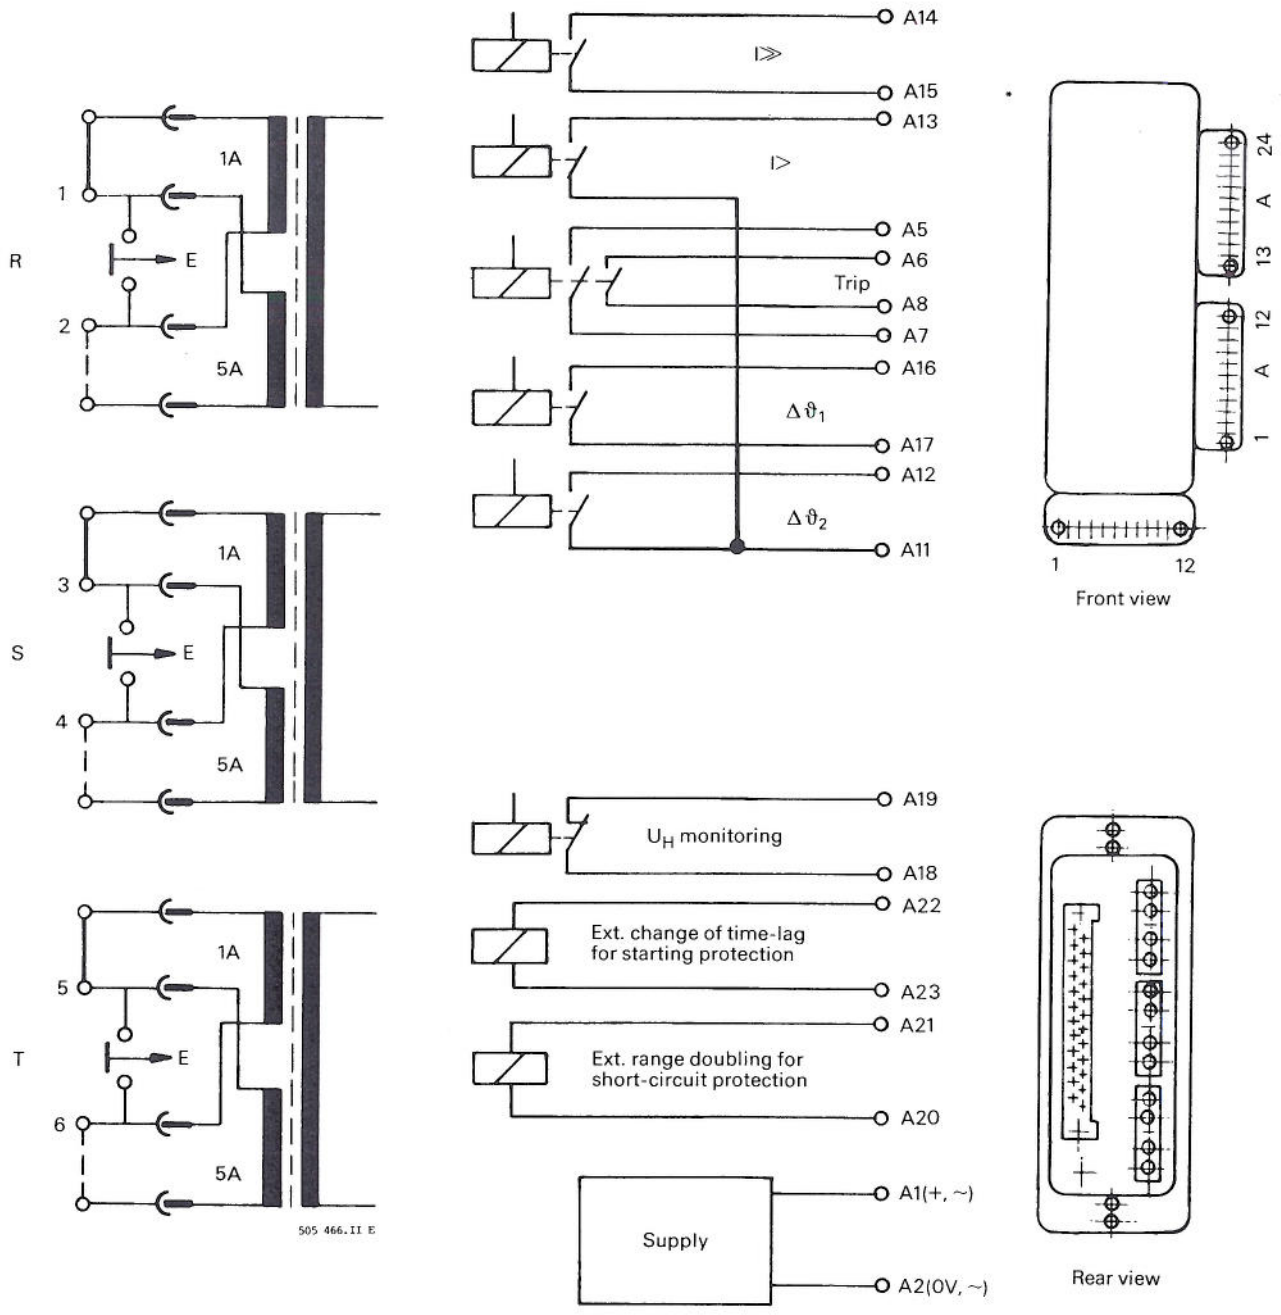 R
1
2
1A
5A
E
S
3
4
1A
5A
E
T
5
6
1A
5A
E
505 466.II E
A14
I≫
A15
A13
I>
A5
A6
Trip
A8
A7
A16
Δϑ1
A17
A12
Δϑ2
A11
A19
UH monitoring
A18
A22
Ext. change of time-lag
for starting protection
A23
A21
Ext. range doubling for
short-circuit protection
A20
Supply
A1(+, ~)
A2(0V, ~)
24
A
13
12
A
1
1
12
Front view
Rear view